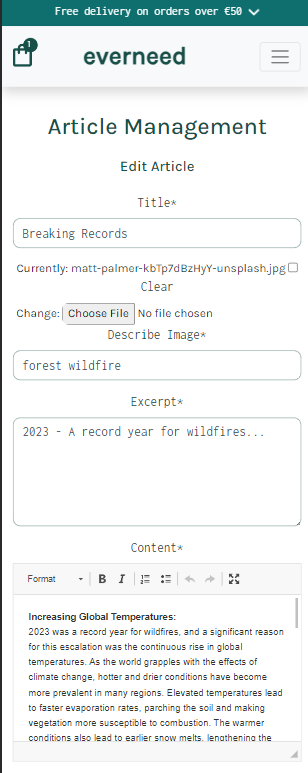 Free delivery on orders over €50
1
everneed
Article Management
Edit Article
Title*
Breaking Records
Currently: matt-palmer-kbTp7dBzHyY-unsplash.jpg
Clear
Change: Choose File No file chosen
Describe Image*
forest wildfire
Excerpt*
2023 - A record year for wildfires...
Content*
Format B I
Increasing Global Temperatures:
2023 was a record year for wildfires, and a significant reason
for this escalation was the continuous rise in global
temperatures. As the world grapples with the effects of
climate change, hotter and drier conditions have become
more prevalent in many regions. Elevated temperatures lead
to faster evaporation rates, parching the soil and making
vegetation more susceptible to combustion. The warmer
conditions also lead to earlier snow melts, lengthening the